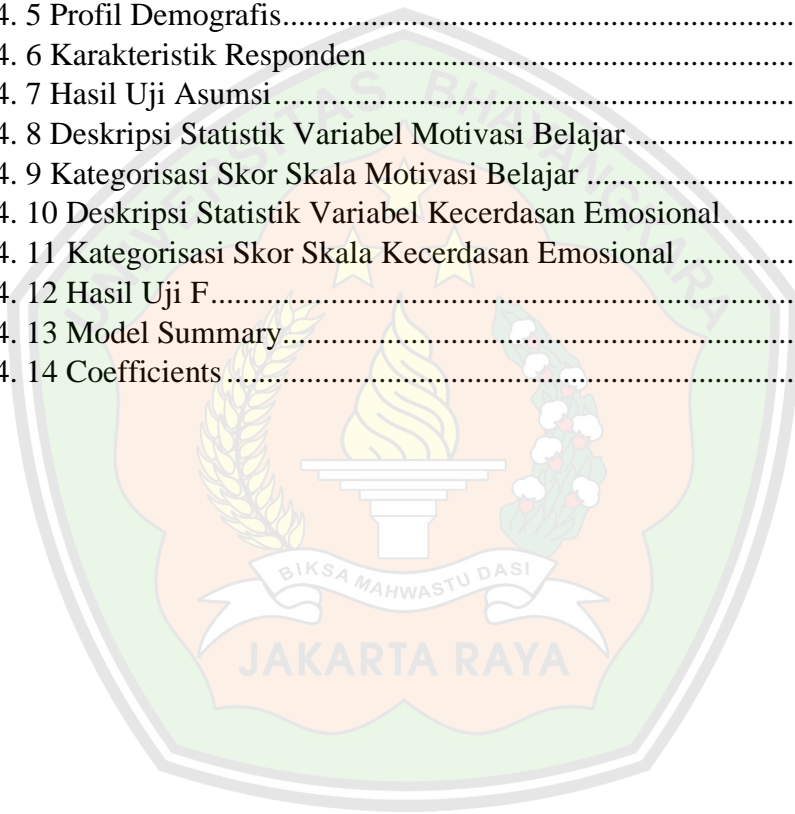 4. 5 Profil Demografis...............................................................
4. 6 Karakteristik Responden....................................................
4. 7 Hasil Uji Asumsi................................................................
4. 8 Deskripsi Statistik Variabel Motivasi Belajar.....................
4. 9 Kategorisasi Skor Skala Motivasi Belajar..........................
4. 10 Deskripsi Statistik Variabel Kecerdasan Emosional.........
4. 11 Kategorisasi Skor Skala Kecerdasan Emosional..............
4. 12 Hasil Uji F........................................................................
4. 13 Model Summary...............................................................
4. 14 Coefficients......................................................................
UNIVERSITAS BHAYANGKARA
BIKSA MAHWASTU DASI
JAKARTA RAYA